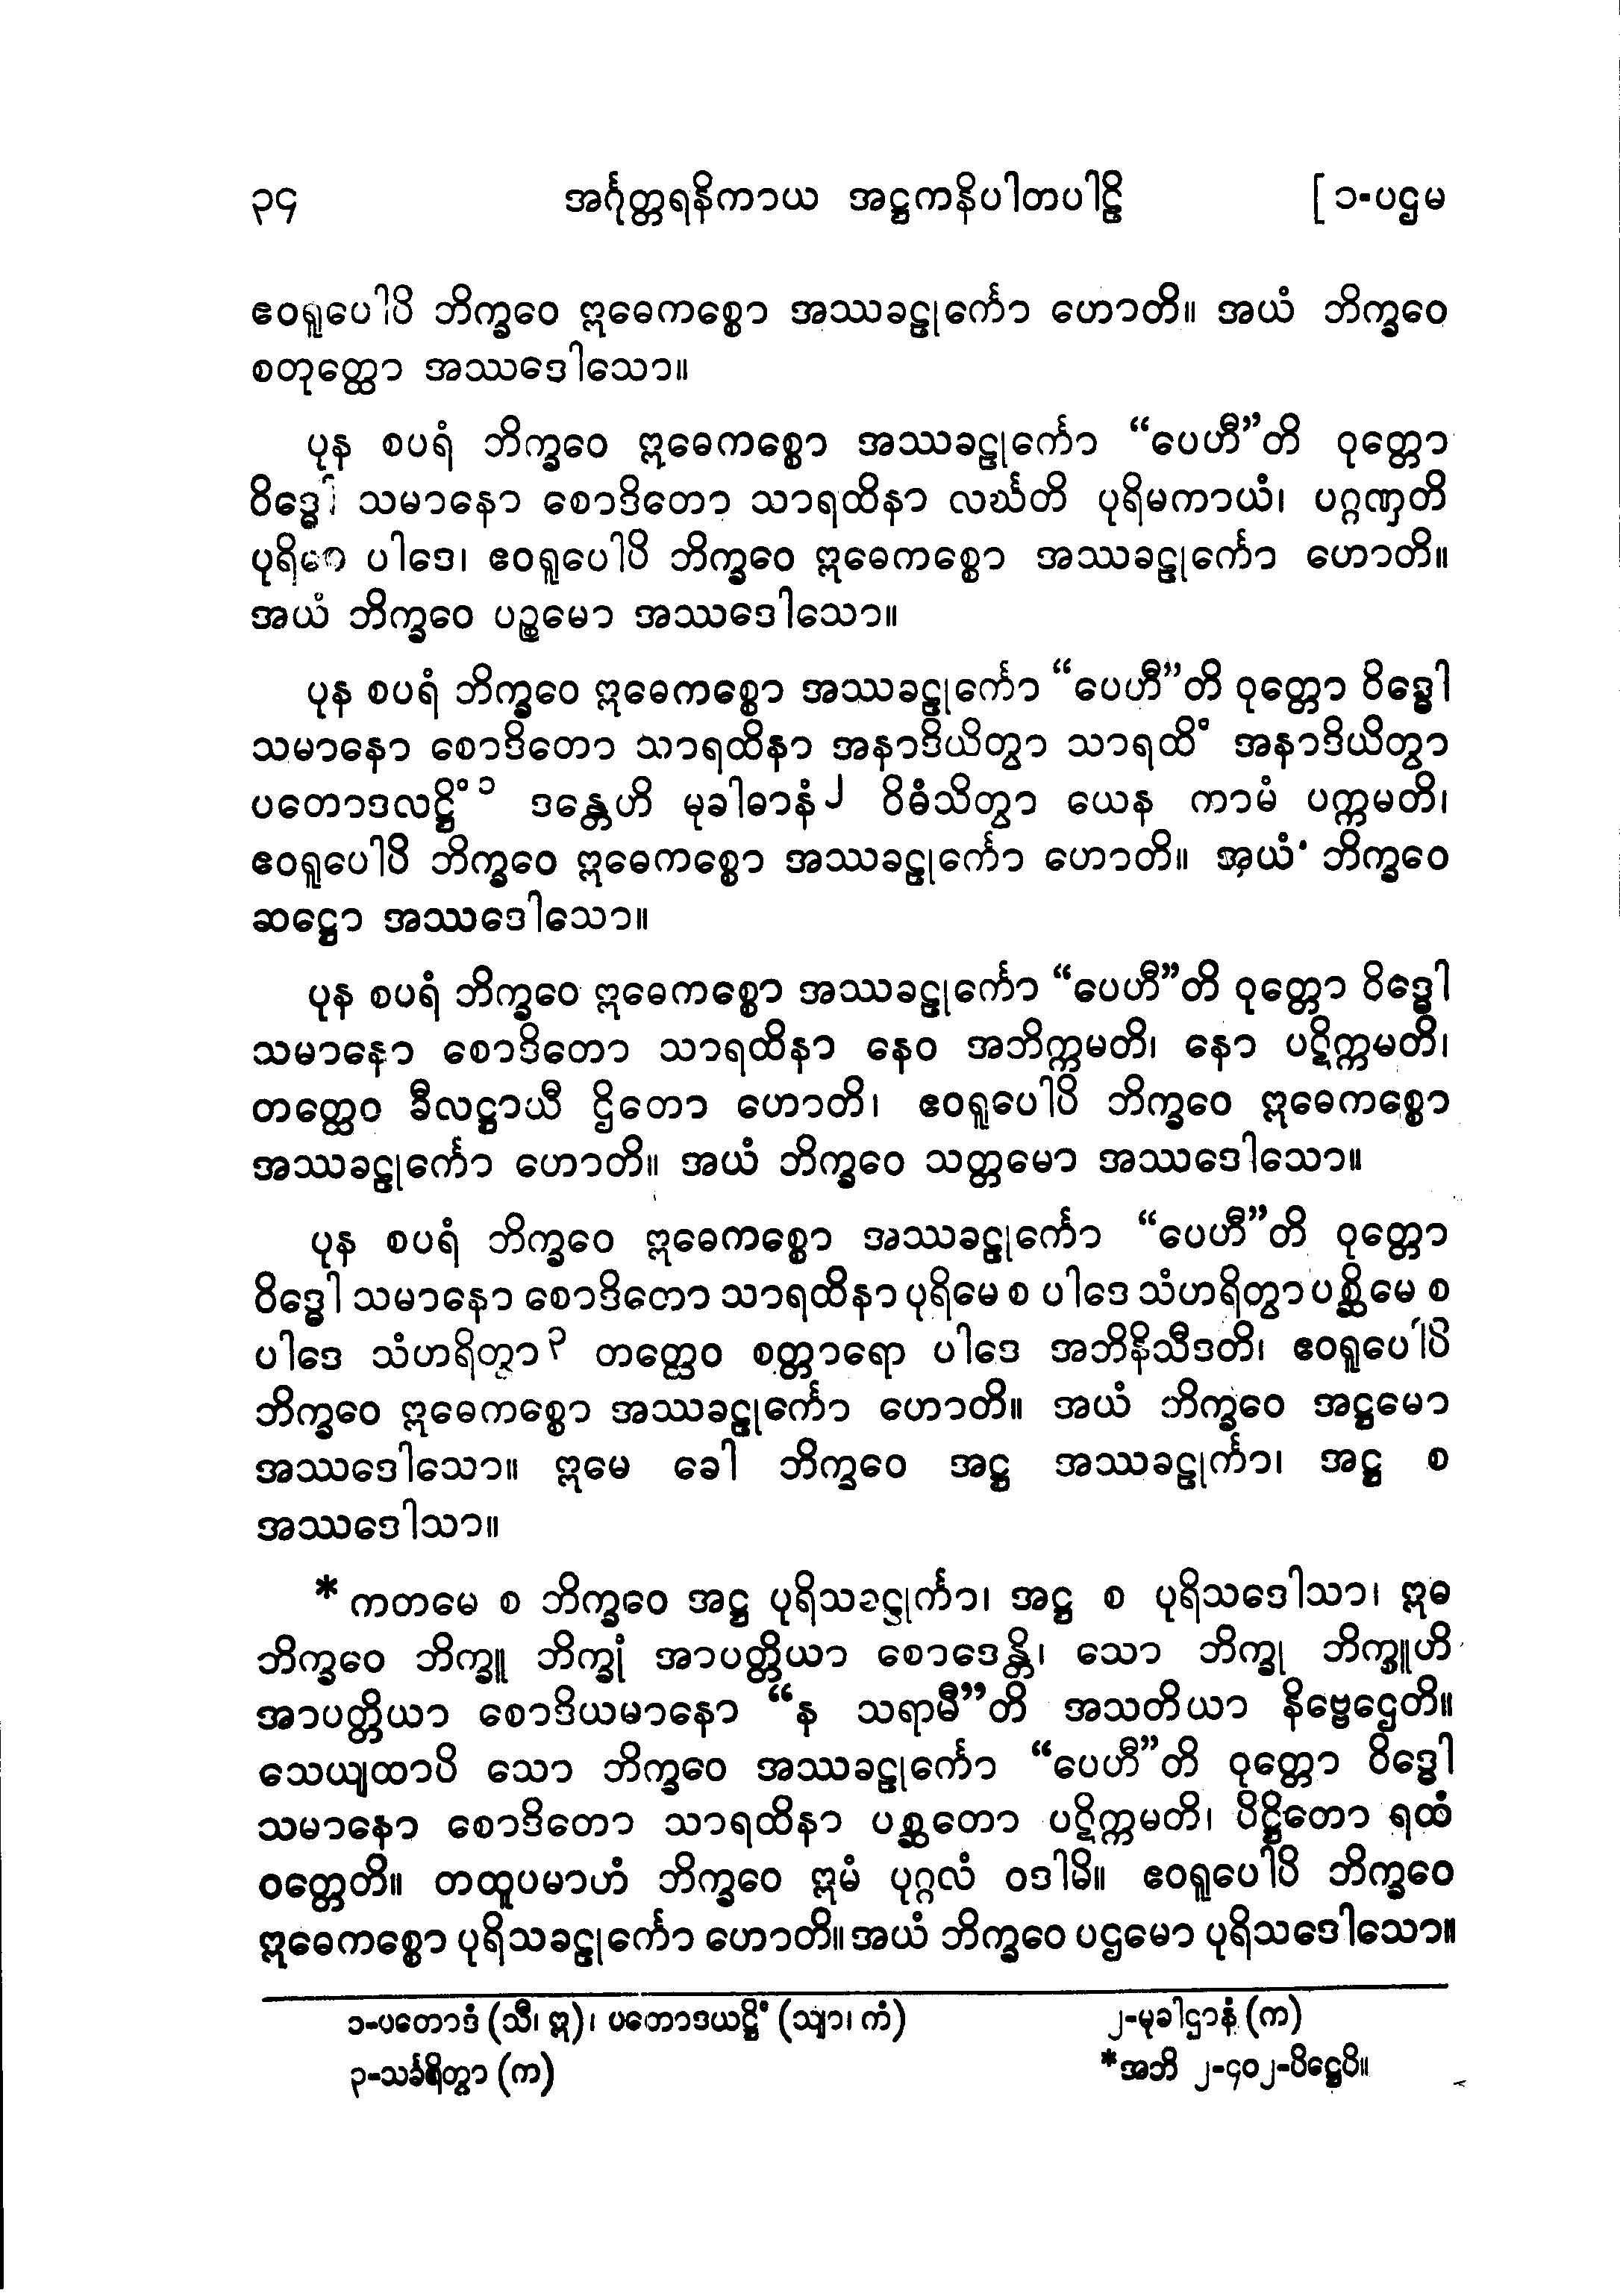 ၃၄ အင်္ဂုတ္တရနိကာယ အဋ္ဌကနိပါတပါဠိ [ ၁-ပဌမ
ဧဝရူပေါပိ ဘိက္ခဝေ ဣဓေကစ္စော အဿခဠုင်္ကော ဟောတိ။ အယံ ဘိက္ခဝေ
စတုတ္ထော အဿဒေါသော။
ပုန စပရံ ဘိက္ခဝေ ဣဓေကစ္စော အဿခဠုင်္ကော “ပေဟီ”တိ ဝုတ္တော
ဝိဒ္ဓေါ သမာနော စောဒိတော သာရထိနာ လင်္ဃတိ ပုရိမကာယံ၊ ပဂ္ဂဏှတိ
ပုရိမေ ပါဒေ၊ ဧဝရူပေါပိ ဘိက္ခဝေ ဣဓေကစ္စော အဿခဠုင်္ကော ဟောတိ။
အယံ ဘိက္ခဝေ ပဉ္စမော အဿဒေါသော။
ပုန စပရံ ဘိက္ခဝေ ဣဓေကစ္စော အဿခဠုင်္ကော “ပေဟီ”တိ ဝုတ္တော ဝိဒ္ဓေါ
သမာနော စောဒိတော သာရထိနာ အနာဒိယိတွာ သာရထိံ အနာဒိယိတွာ
ပတောဒလဋ္ဌိံ၁ ဒန္တေဟိ မုခါဓာနံ၂ ဝိဓံသိတွာ ယေန ကာမံ ပက္ကမတိ၊
ဧဝရူပေါပိ ဘိက္ခဝေ ဣဓေကစ္စော အဿခဠုင်္ကော ဟောတိ။ အယံ ဘိက္ခဝေ
ဆဋ္ဌော အဿဒေါသော။
ပုန စပရံ ဘိက္ခဝေ ဣဓေကစ္စော အဿခဠုင်္ကော “ပေဟီ”တိ ဝုတ္တော ဝိဒ္ဓေါ
သမာနော စောဒိတော သာရထိနာ နေဝ အဘိက္ကမတိ၊ နော ပဋိက္ကမတိ၊
တတ္ထေဝ ခီလဋ္ဌာယီ ဌိတော ဟောတိ၊ ဧဝရူပေါပိ ဘိက္ခဝေ ဣဓေကစ္စော
အဿခဠုင်္ကော ဟောတိ။ အယံ ဘိက္ခဝေ သတ္တမော အဿဒေါသော။
ပုန စပရံ ဘိက္ခဝေ ဣဓေကစ္စော အဿခဠုင်္ကော “ပေဟီ”တိ ဝုတ္တော
ဝိဒ္ဓေါ သမာနော စောဒိတော သာရထိနာ ပုရိမေ စ ပါဒေ သံဟရိတွာ ပစ္ဆိမေ စ
ပါဒေ သံဟရိတွာ၃ တတ္ထေဝ စတ္တာရော ပါဒေ အဘိနိသီဒတိ၊ ဧဝရူပေါပိ
ဘိက္ခဝေ ဣဓေကစ္စော အဿခဠုင်္ကော ဟောတိ။ အယံ ဘိက္ခဝေ အဋ္ဌမော
အဿဒေါသော။ ဣမေ ခေါ ဘိက္ခဝေ အဋ္ဌ အဿခဠုင်္ကာ၊ အဋ္ဌ စ
အဿဒေါသာ။
* ကတမေ စ ဘိက္ခဝေ အဋ္ဌ ပုရိသခဠုင်္ကာ၊ အဋ္ဌ စ ပုရိသဒေါသာ၊ ဣဓ
ဘိက္ခဝေ ဘိက္ခူ ဘိက္ခုံ အာပတ္တိယာ စောဒေန္တိ၊ သော ဘိက္ခု ဘိက္ခူဟိ
အာပတ္တိယာ စောဒိယမာနော “န သရာမီ”တိ အသတိယာ နိဗ္ဗေဌေတိ။
သေယျထာပိ သော ဘိက္ခဝေ အဿခဠုင်္ကော “ပေဟီ”တိ ဝုတ္တော ဝိဒ္ဓေါ
သမာနော စောဒိတော သာရထိနာ ပစ္ဆတော ပဋိက္ကမတိ၊ ပိဋ္ဌိတော ရထံ
ဝတ္တေတိ။ တထူပမာဟံ ဘိက္ခဝေ ဣမံ ပုဂ္ဂလံ ဝဒါမိ။ ဧဝရူပေါပိ ဘိက္ခဝေ
ဣဓေကစ္စော ပုရိသခဠုင်္ကော ဟောတိ။ အယံ ဘိက္ခဝေ ပဌမော ပုရိသဒေါသော။
၁-ပတောဒံ (သီ၊ ဣ)၊ ပတောဒယဋ္ဌိံ (သျာ၊ ကံ) ၂-မုခါဌာနံ (က)
၃-သင်္ခရိတွာ (က) *အဘိ ၂-၄၀၂-ပိဋ္ဌေပိ။